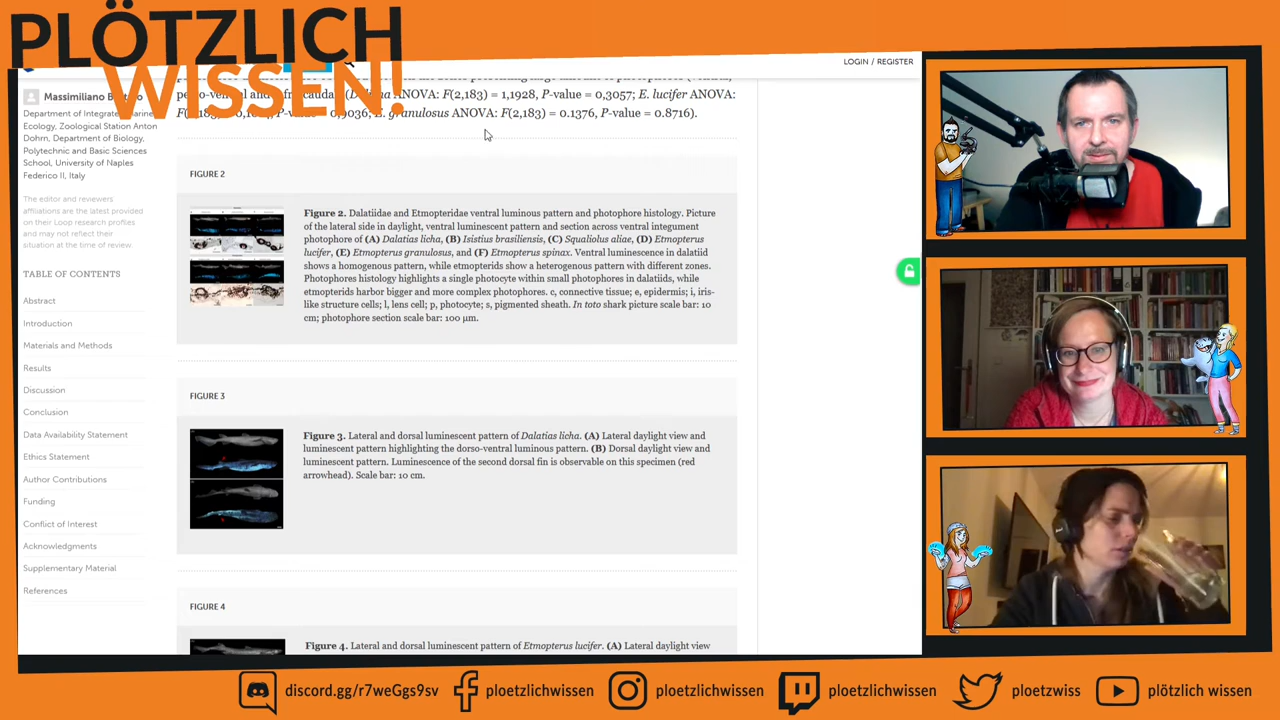 PLÖTZLICH
WISSEN!
LOGIN / REGISTER
Massimiliano
Department of Integrate Marine
Ecology, Zoological Station Anton
Dohrn, Department of Biology,
Polytechnic and Basic Sciences
School, University of Naples
Federico II, Italy
The editor and reviewers'
affiliations are the latest provided
on their Loop research profiles
and may not reflect their
situation at the time of review.
TABLE OF CONTENTS
Abstract
Introduction
Materials and Methods
Results
Discussion
Conclusion
Data Availability Statement
Ethics Statement
Author Contributions
Funding
Conflict of Interest
Acknowledgments
Supplementary Material
References
ANOVA: F(2,183) = 1,1928, P-value = 0,3057; E. lucifer ANOVA:
P-value = E. granulosus ANOVA: F(2,183) = 0.1376, P-value = 0.8716).
FIGURE 2
Figure 2. Dalatiidae and Etmopteridae ventral luminous pattern and photophore histology. Picture
of the lateral side in daylight, ventral luminescent pattern and section across ventral integument
photophore of (A) Dalatias licha, (B) Isistius brasiliensis, (C) Squaliolus aliae, (D) Etmopterus
lucifer, (E) Etmopterus granulosus, and (F) Etmopterus spinax. Ventral luminescence in dalatiid
shows a homogenous pattern, while etmopterids show a heterogenous pattern with different zones.
Photophores histology highlights a single photocyte within small photophores in dalatiids, while
etmopterids harbor bigger and more complex photophores. c, connective tissue; e, epidermis; i, iris-
like structure cells; l, lens cell; p, photocyte; s, pigmented sheath. In toto shark picture scale bar: 10
cm; photophore section scale bar: 100 μm.
FIGURE 3
Figure 3. Lateral and dorsal luminescent pattern of Dalatias licha. (A) Lateral daylight view and
luminescent pattern highlighting the dorso-ventral luminous pattern. (B) Dorsal daylight view and
luminescent pattern. Luminescence of the second dorsal fin is observable on this specimen (red
arrowhead). Scale bar: 10 cm.
FIGURE 4
Figure 4. Lateral and dorsal luminescent pattern of Etmopterus lucifer. (A) Lateral daylight view
discord.gg/r7weGgs9sv
ploetzlichwissen
ploetzlichwissen
ploetzlichwissen
ploetzwiss
plötzlich wissen